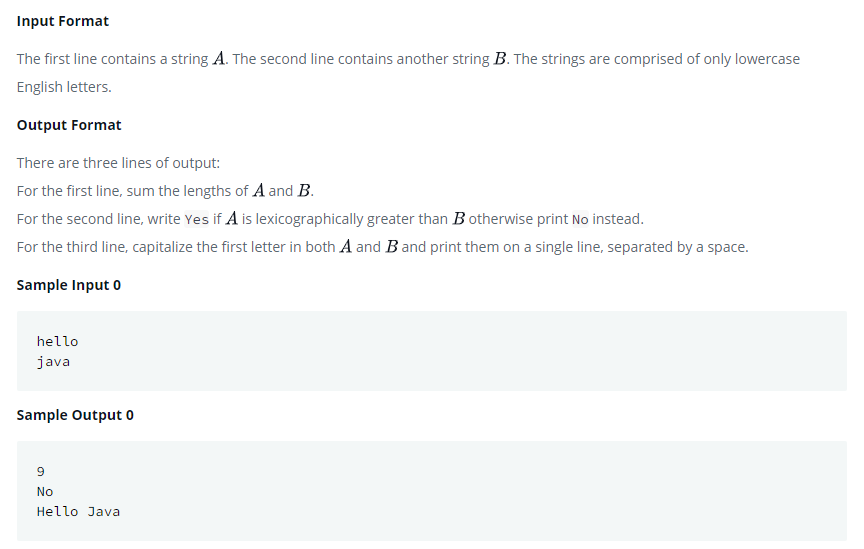 Input Format
The first line contains a string A. The second line contains another string B. The strings are comprised of only lowercase
English letters.
Output Format
There are three lines of output:
For the first line, sum the lengths of A and B.
For the second line, write Yes if A is lexicographically greater than B otherwise print No instead.
For the third line, capitalize the first letter in both A and B and print them on a single line, separated by a space.
Sample Input 0
hello
java
Sample Output 0
9
No
Hello Java